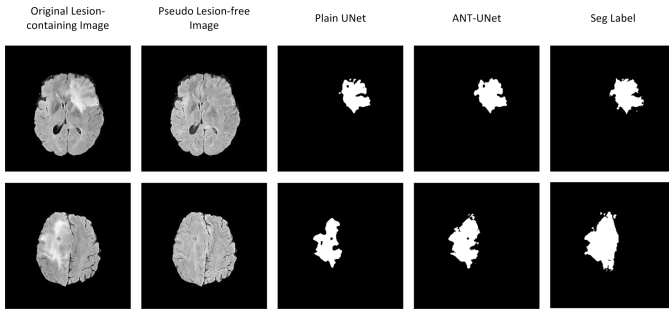 Original Lesion-
containing Image
Pseudo Lesion-free
Image
Plain UNet
ANT-UNet
Seg Label